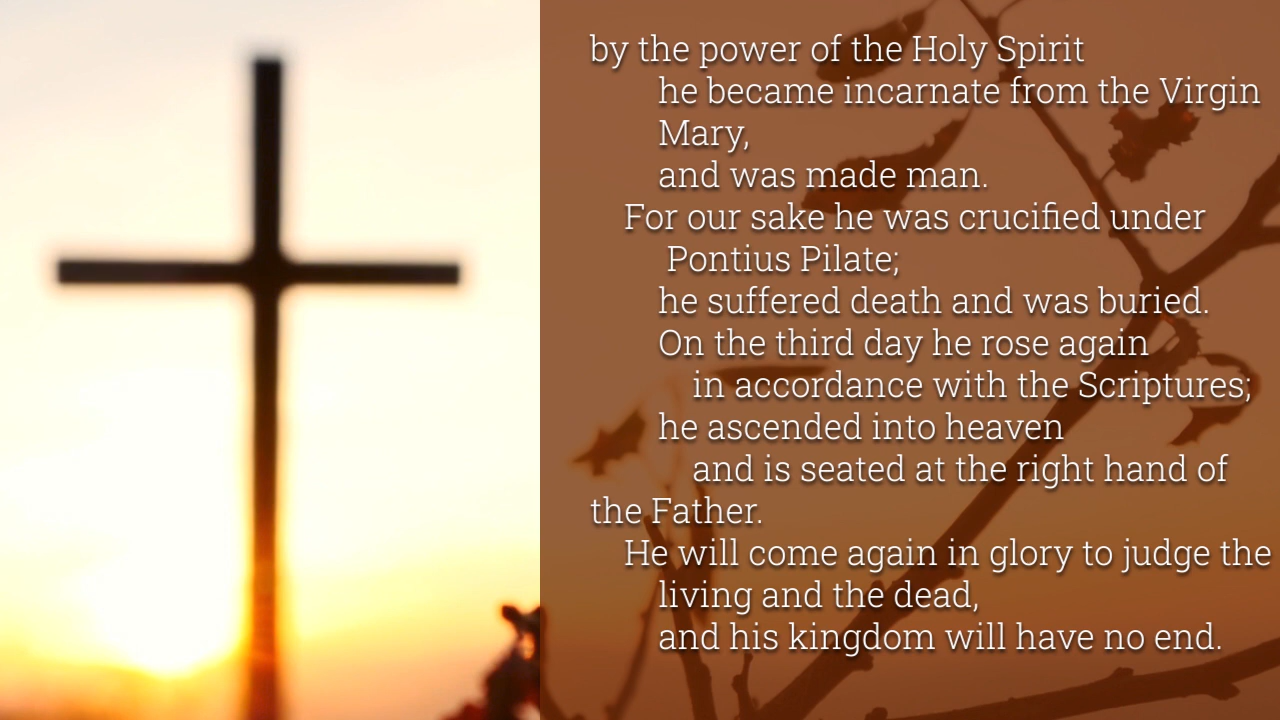 by the power of the Holy Spirit
he became incarnate from the Virgin
Mary,
and was made man.
For our sake he was crucified under
Pontius Pilate;
he suffered death and was buried.
On the third day he rose again
in accordance with the Scriptures;
he ascended into heaven
and is seated at the right hand of
the Father.
He will come again in glory to judge the
living and the dead,
and his kingdom will have no end.